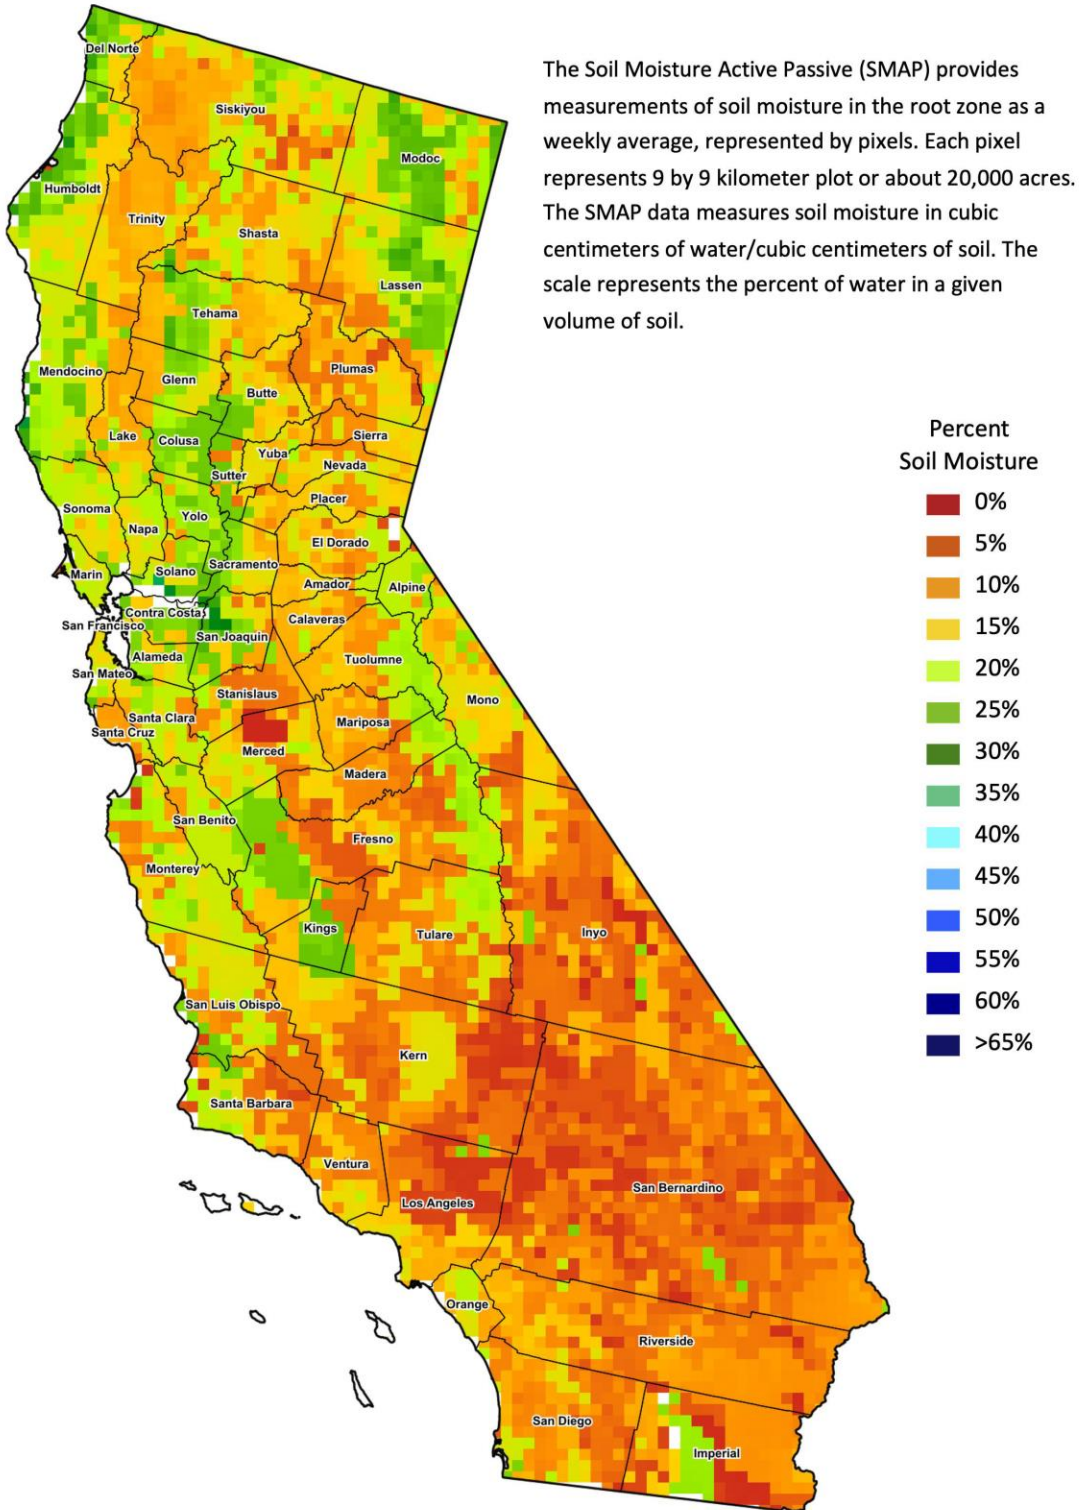 The Soil Moisture Active Passive (SMAP) provides
measurements of soil moisture in the root zone as a
weekly average, represented by pixels. Each pixel
represents 9 by 9 kilometer plot or about 20,000 acres.
The SMAP data measures soil moisture in cubic
centimeters of water/cubic centimeters of soil. The
scale represents the percent of water in a given
volume of soil.
Percent
Soil Moisture
0%
5%
10%
15%
20%
25%
30%
35%
40%
45%
50%
55%
60%
>65%
Del Norte
Siskiyou
Modoc
Humboldt
Trinity
Shasta
Lassen
Tehama
Mendocino
Glenn
Butte
Plumas
Lake
Colusa
Sierra
Yuba
Nevada
Sutter
Placer
Sonoma
Napa
Yolo
El Dorado
Marin
Solano
Sacramento
Amador
Alpine
Contra Costa
Calaveras
San Francisco
San Joaquin
Alameda
Tuolumne
San Mateo
Stanislaus
Mono
Santa Clara
Mariposa
Santa Cruz
Merced
Madera
San Benito
Fresno
Monterey
Kings
Tulare
Inyo
San Luis Obispo
Kern
Santa Barbara
Ventura
San Bernardino
Los Angeles
Orange
Riverside
San Diego
Imperial